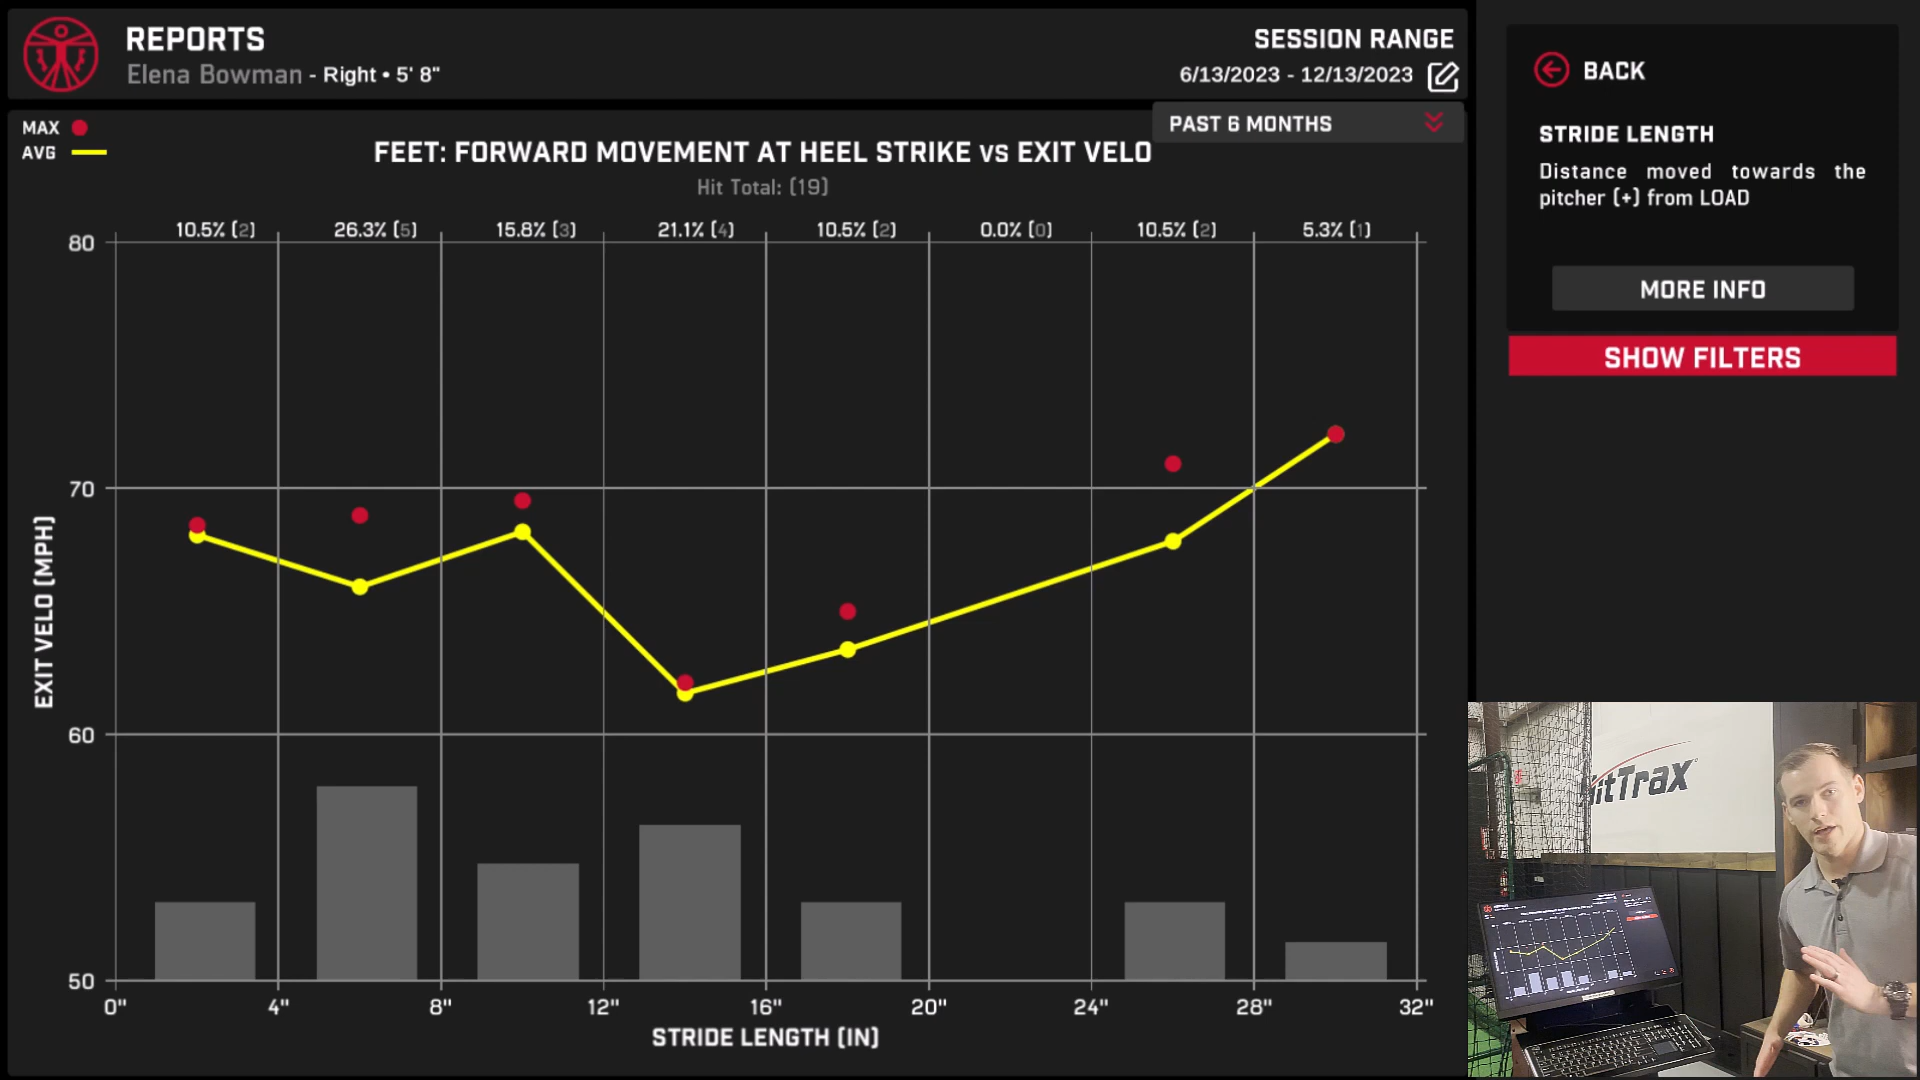 REPORTS
Elena Bowman - Right • 5' 8"
SESSION RANGE
6/13/2023 - 12/13/2023
PAST 6 MONTHS
MAX
AVG
FEET: FORWARD MOVEMENT AT HEEL STRIKE vs EXIT VELO
Hit Total: (19)
10.5% (2) 26.3% (5) 15.8% (3) 21.1% (4) 10.5% (2) 0.0% (0) 10.5% (2) 5.3% (1)
80
70
60
50
EXIT VELO (MPH)
0" 4" 8" 12" 16" 20" 24" 28" 32"
STRIDE LENGTH (IN)
BACK
STRIDE LENGTH
Distance moved towards the
pitcher (+) from LOAD
MORE INFO
SHOW FILTERS
HitTrax